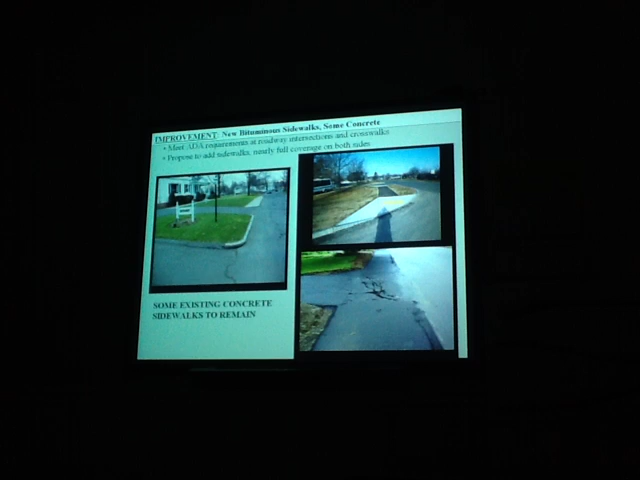 IMPROVEMENT: New Bituminous Sidewalks, Some Concrete
• Meet ADA requirements at roadway intersections and crosswalks
• Propose to add sidewalks, nearly full coverage on both sides
SOME EXISTING CONCRETE
SIDEWALKS TO REMAIN